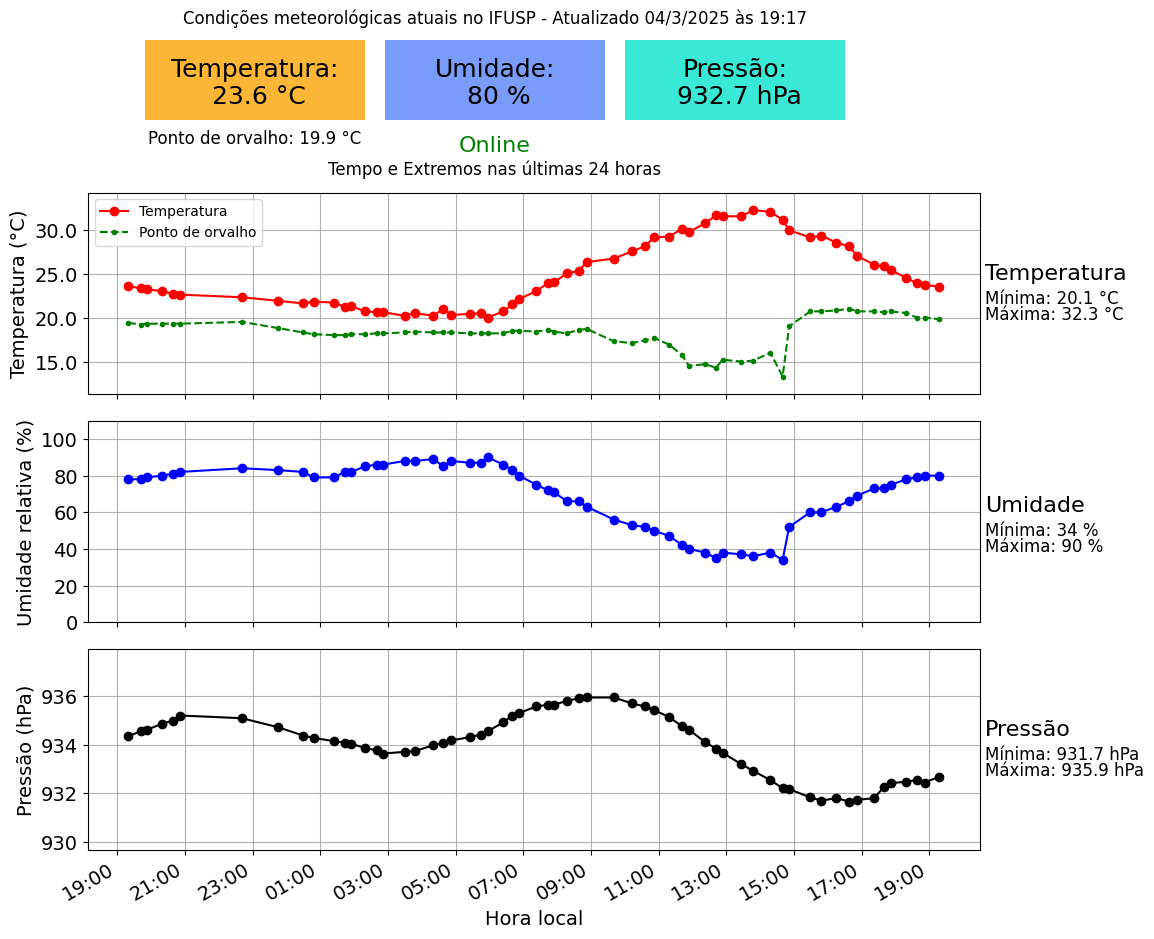 Condições meteorológicas atuais no IFUSP - Atualizado 04/3/2025 às 19:17
Temperatura:
23.6 °C
Umidade:
80 %
Pressão:
932.7 hPa
Ponto de orvalho: 19.9 °C
Online
Tempo e Extremos nas últimas 24 horas
Temperatura (°C)
30.0
25.0
20.0
15.0
Temperatura
Ponto de orvalho
Temperatura
Mínima: 20.1 °C
Máxima: 32.3 °C
Umidade relativa (%)
100
80
60
40
20
0
Umidade
Mínima: 34 %
Máxima: 90 %
Pressão (hPa)
936
934
932
930
Pressão
Mínima: 931.7 hPa
Máxima: 935.9 hPa
19:00
21:00
23:00
01:00
03:00
05:00
07:00
09:00
11:00
13:00
15:00
17:00
19:00
Hora local